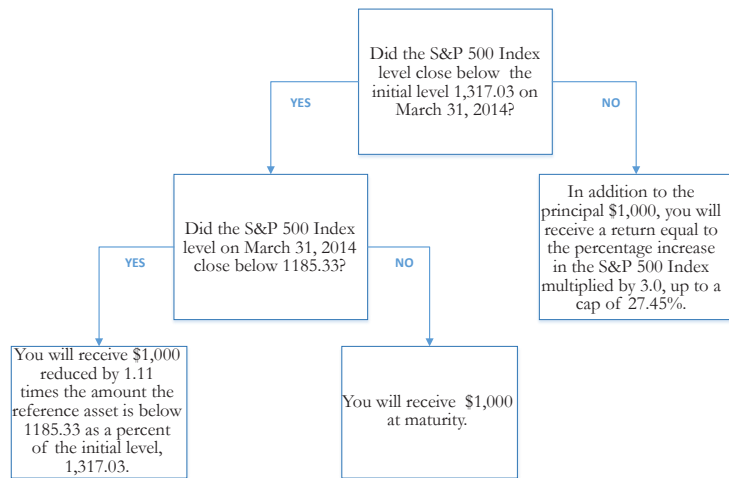 Did the S&P 500 Index
level close below the
initial level 1,317.03 on
March 31, 2014?
YES
NO
Did the S&P 500 Index
level on March 31, 2014
close below 1185.33?
In addition to the
principal $1,000, you will
receive a return equal to
the percentage increase
in the S&P 500 Index
multiplied by 3.0, up to a
cap of 27.45%.
YES
NO
You will receive $1,000
reduced by 1.11
times the amount the
reference asset is below
1185.33 as a percent
of the initial level,
1,317.03.
You will receive $1,000
at maturity.